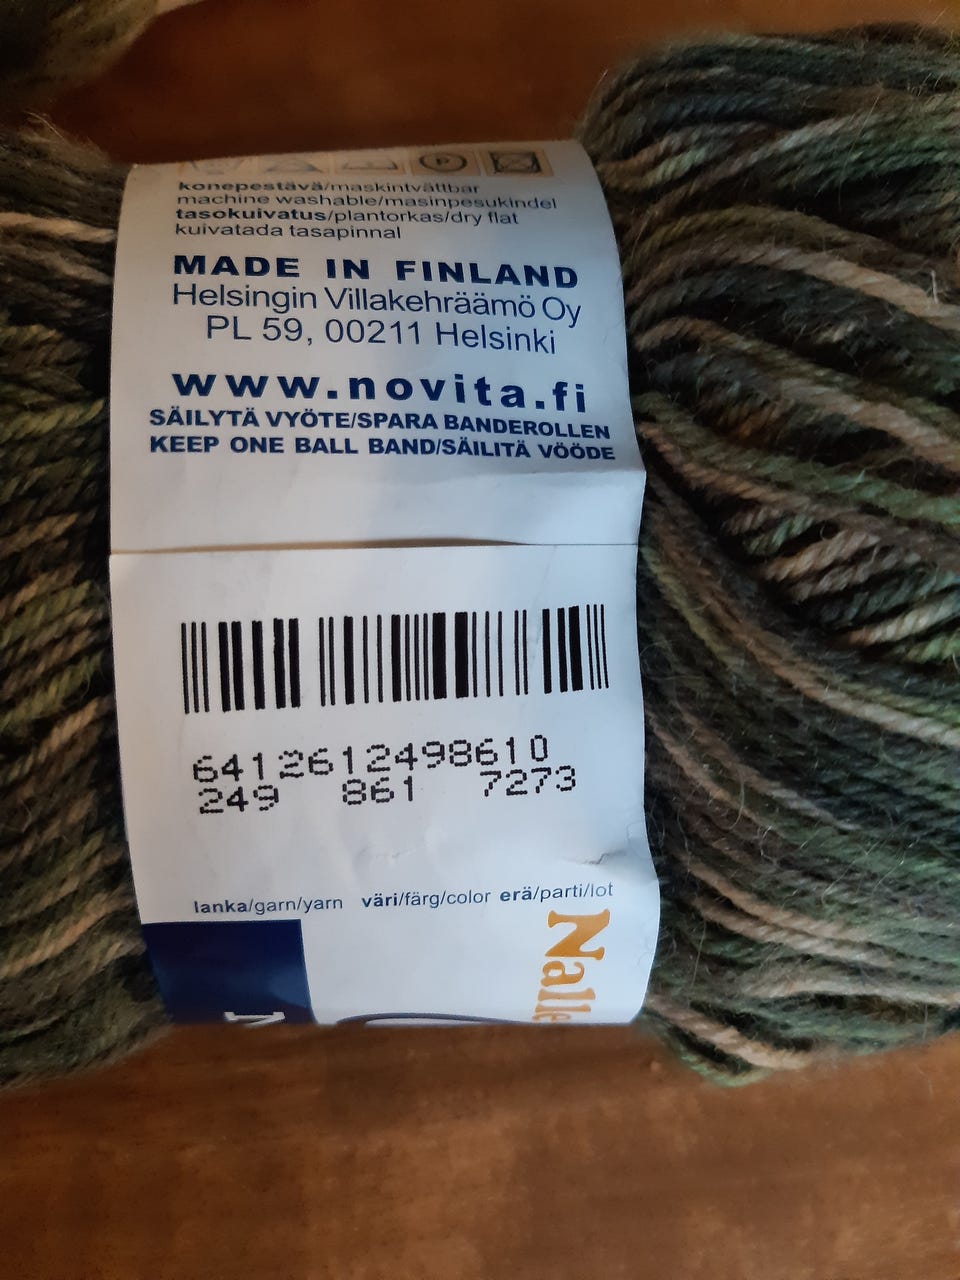 konepestävä/maskintvättbar
machine washable/masinpesukindel
tasokuivatus/plantorkas/dry flat
kuivatada tasapinnal
MADE IN FINLAND
Helsingin Villakehräämö Oy
PL 59, 00211 Helsinki
www.novita.fi
SÄILYTÄ VYÖTE/SPARA BANDEROLLEN
KEEP ONE BALL BAND/SÄILITÄ VÖÖDE
6412612498610
249 861 7273
lanka/garn/yarn väri/färg/color erä/parti/lot
Nalle